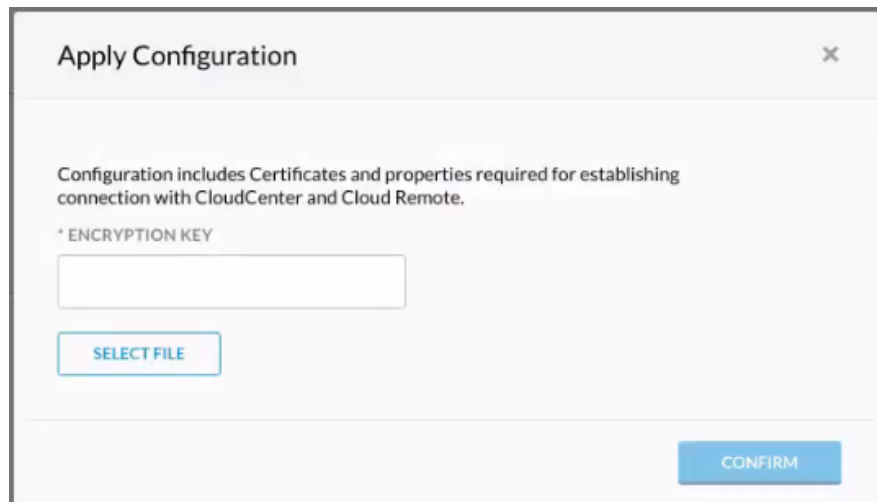 Apply Configuration
Configuration includes Certificates and properties required for establishing
connection with CloudCenter and Cloud Remote.
* ENCRYPTION KEY
SELECT FILE
CONFIRM